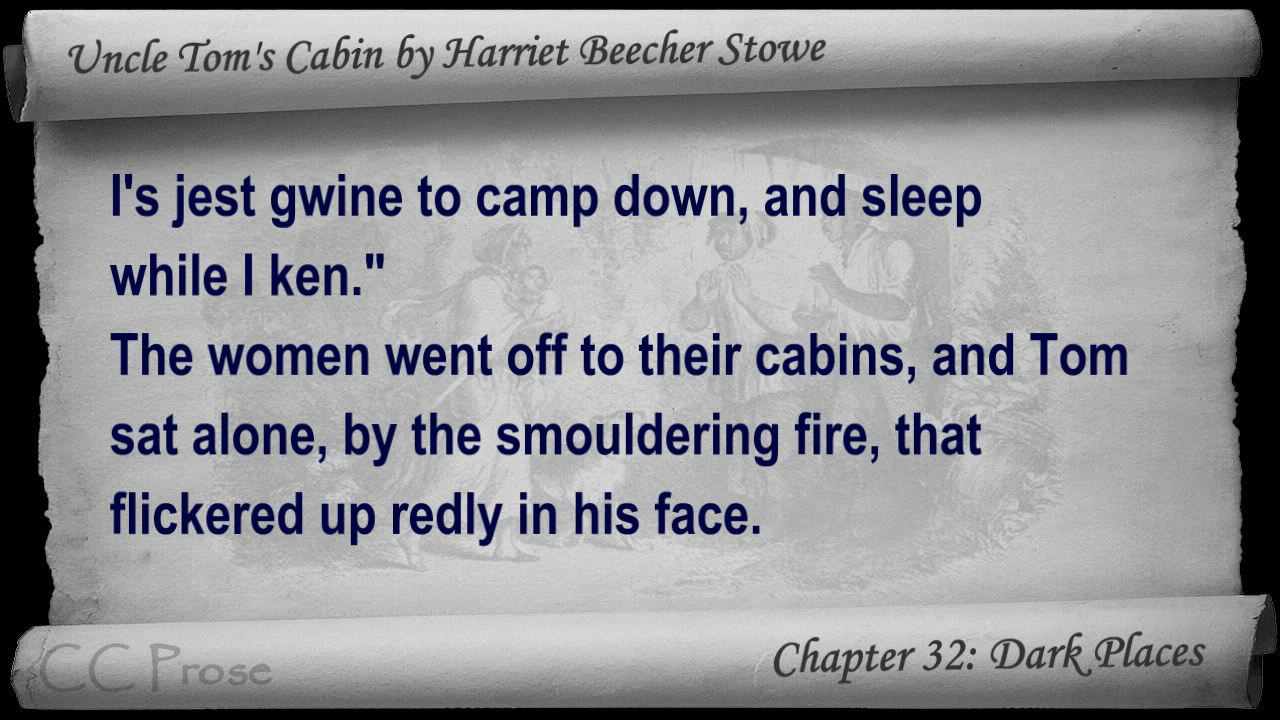 Uncle Tom's Cabin by Harriet Beecher Stowe
I's jest gwine to camp down, and sleep
while I ken."
The women went off to their cabins, and Tom
sat alone, by the smouldering fire, that
flickered up redly in his face.
CC Prose
Chapter 32: Dark Places